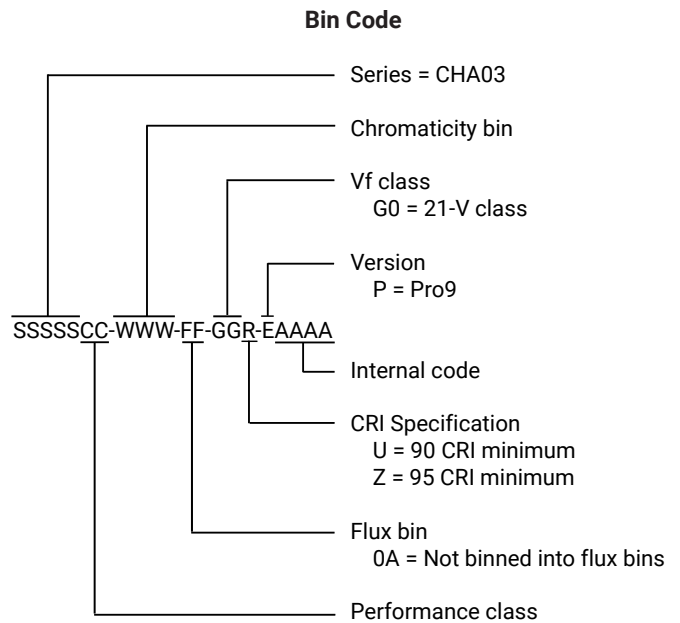 Bin Code
Series = CHA03
Chromaticity bin
Vf class
G0 = 21-V class
Version
P = Pro9
SSSSSCC-WWW-FF-GGR-EAAAA
Internal code
CRI Specification
U = 90 CRI minimum
Z = 95 CRI minimum
Flux bin
0A = Not binned into flux bins
Performance class